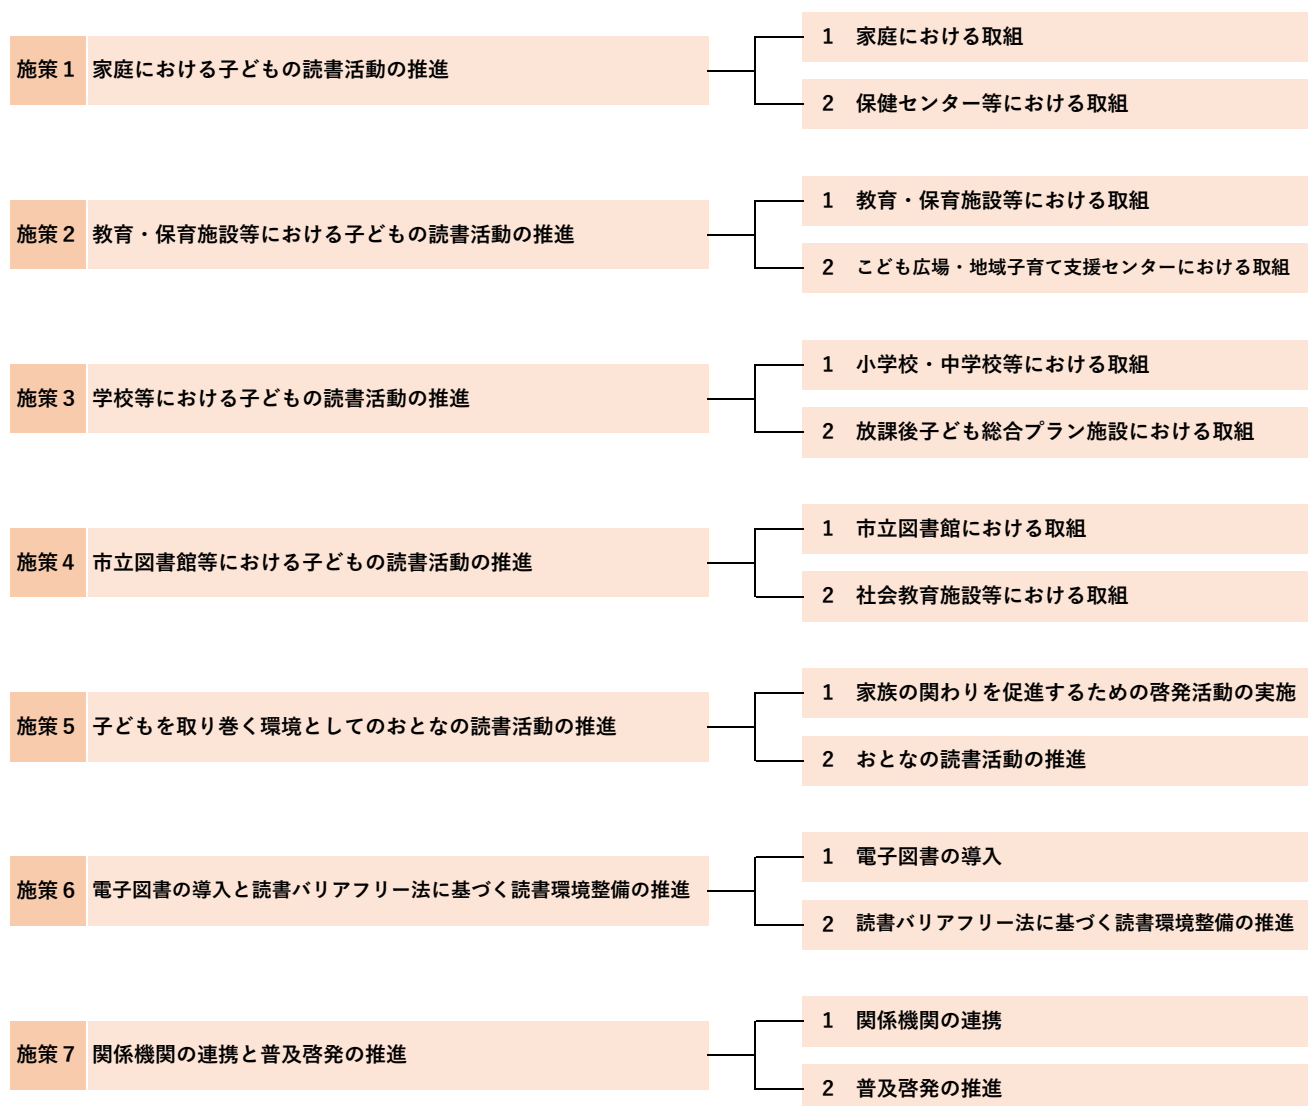 施策１ 家庭における子どもの読書活動の推進
1 家庭における取組
2 保健センター等における取組
施策２ 教育・保育施設等における子どもの読書活動の推進
1 教育・保育施設等における取組
2 こども広場・地域子育て支援センターにおける取組
施策３ 学校等における子どもの読書活動の推進
1 小学校・中学校等における取組
2 放課後子ども総合プラン施設における取組
施策４ 市立図書館等における子どもの読書活動の推進
1 市立図書館における取組
2 社会教育施設等における取組
施策５ 子どもを取り巻く環境としてのおとなの読書活動の推進
1 家族の関わりを促進するための啓発活動の実施
2 おとなの読書活動の推進
施策６ 電子図書の導入と読書バリアフリー法に基づく読書環境整備の推進
1 電子図書の導入
2 読書バリアフリー法に基づく読書環境整備の推進
施策７ 関係機関の連携と普及啓発の推進
1 関係機関の連携
2 普及啓発の推進